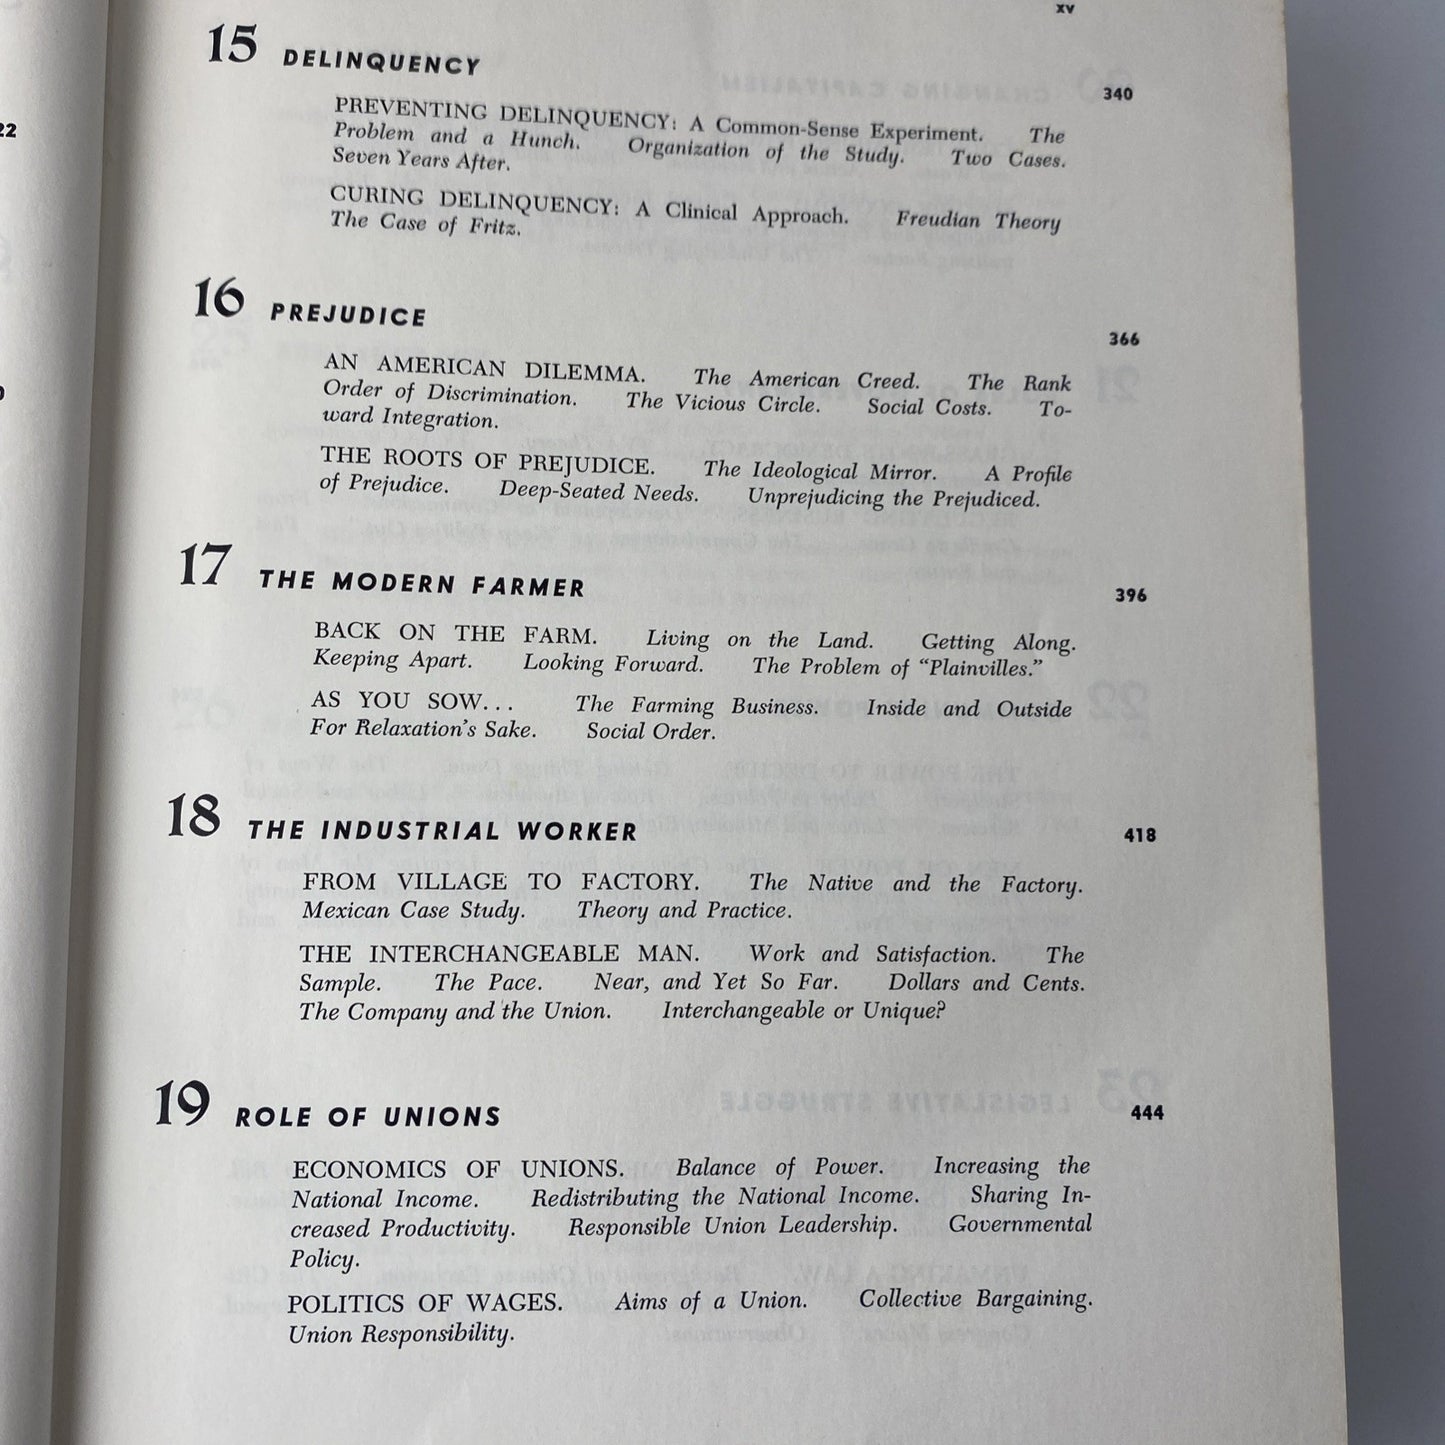 xv
22
15 DELINQUENCY 340
PREVENTING DELINQUENCY: A Common-Sense Experiment. The
Problem and a Hunch. Organization of the Study. Two Cases.
Seven Years After.
CURING DELINQUENCY: A Clinical Approach. Freudian Theory
The Case of Fritz.
16 PREJUDICE 366
AN AMERICAN DILEMMA. The American Creed. The Rank
Order of Discrimination. The Vicious Circle. Social Costs. To-
ward Integration.
THE ROOTS OF PREJUDICE. The Ideological Mirror. A Profile
of Prejudice. Deep-Seated Needs. Unprejudicing the Prejudiced.
17 THE MODERN FARMER 396
BACK ON THE FARM. Living on the Land. Getting Along.
Keeping Apart. Looking Forward. The Problem of “Plainvilles.”
AS YOU SOW... The Farming Business. Inside and Outside
For Relaxation’s Sake. Social Order.
18 THE INDUSTRIAL WORKER 418
FROM VILLAGE TO FACTORY. The Native and the Factory.
Mexican Case Study. Theory and Practice.
THE INTERCHANGEABLE MAN. Work and Satisfaction. The
Sample. The Pace. Near, and Yet So Far. Dollars and Cents.
The Company and the Union. Interchangeable or Unique?
19 ROLE OF UNIONS 444
ECONOMICS OF UNIONS. Balance of Power. Increasing the
National Income. Redistributing the National Income. Sharing In-
creased Productivity. Responsible Union Leadership. Governmental
Policy.
POLITICS OF WAGES. Aims of a Union. Collective Bargaining.
Union Responsibility.